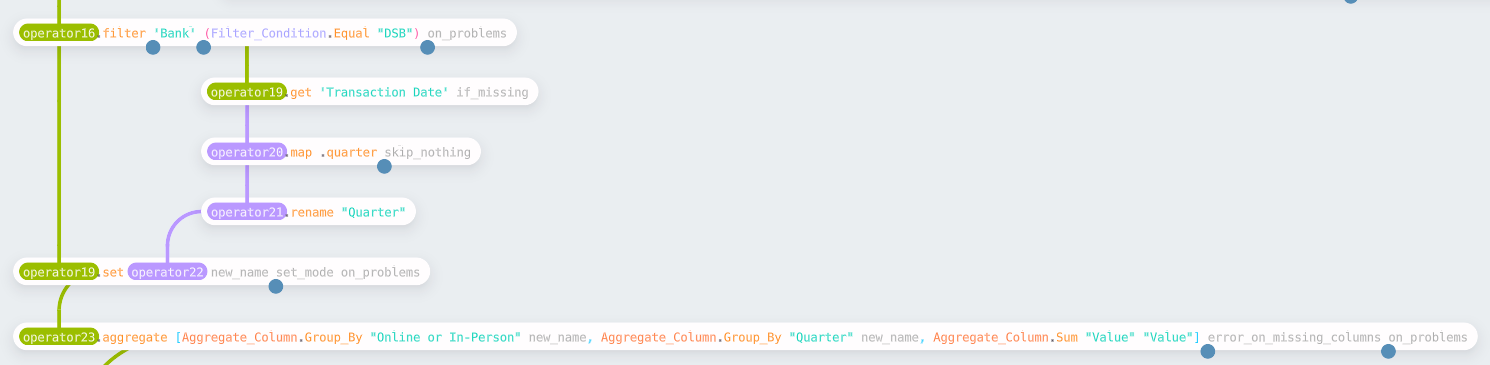 operator16.filter 'Bank' (Filter_Condition.Equal "DSB") on_problems
operator19.get 'Transaction Date' if_missing
operator20.map .quarter skip_nothing
operator21.rename "Quarter"
operator19.set operator22 new_name set_mode on_problems
operator23.aggregate [Aggregate_Column.Group_By "Online or In-Person" new_name, Aggregate_Column.Group_By "Quarter" new_name, Aggregate_Column.Sum "Value" "Value"] error_on_missing_columns on_problems